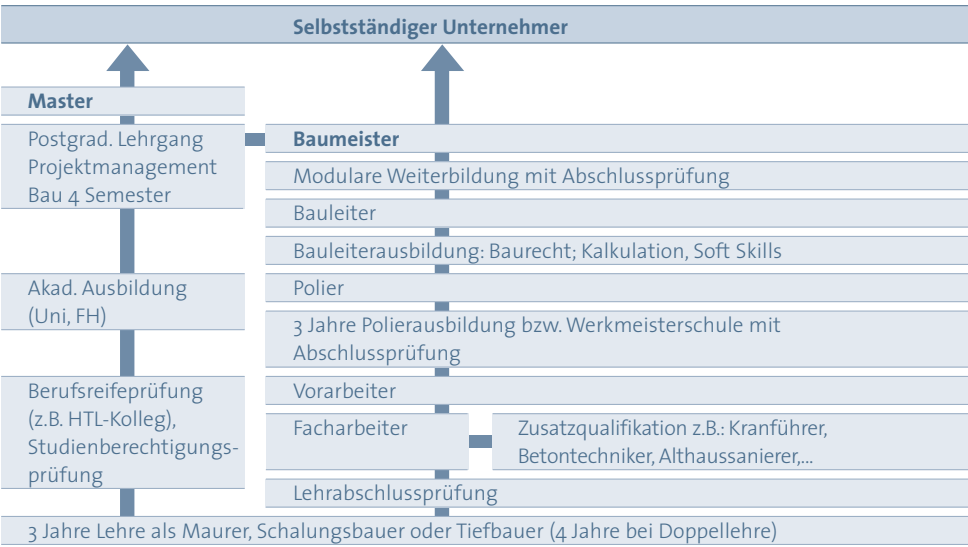 Selbstständiger Unternehmer
Master
Postgrad. Lehrgang
Projektmanagement
Bau 4 Semester
Akad. Ausbildung
(Uni, FH)
Berufsreifeprüfung
(z.B. HTL-Kolleg),
Studienberechtigungs-
prüfung
Baumeister
Modulare Weiterbildung mit Abschlussprüfung
Bauleiter
Bauleiterausbildung: Baurecht; Kalkulation, Soft Skills
Polier
3 Jahre Polierausbildung bzw. Werkmeisterschule mit
Abschlussprüfung
Vorarbeiter
Facharbeiter
Zusatzqualifikation z.B.: Kranführer,
Betontechniker, Althaussanierer,...
Lehrabschlussprüfung
3 Jahre Lehre als Maurer, Schalungsbauer oder Tiefbauer (4 Jahre bei Doppellehre)